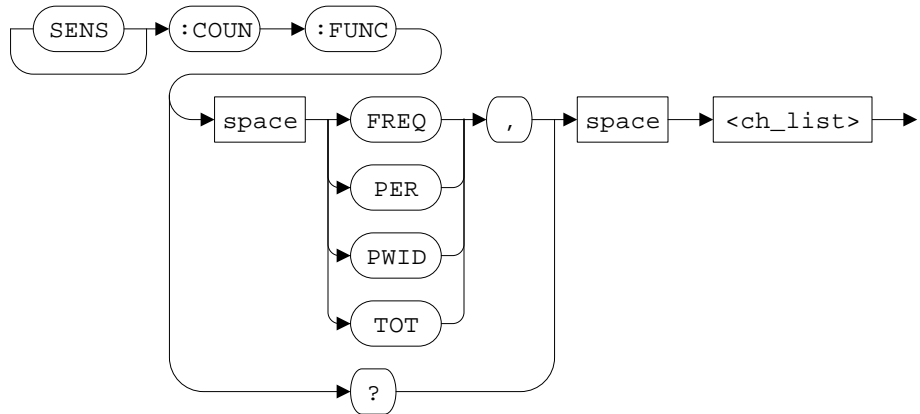 SENS :COUN :FUNC
space FREQ , space <ch_list>
PER
PWID
TOT
?